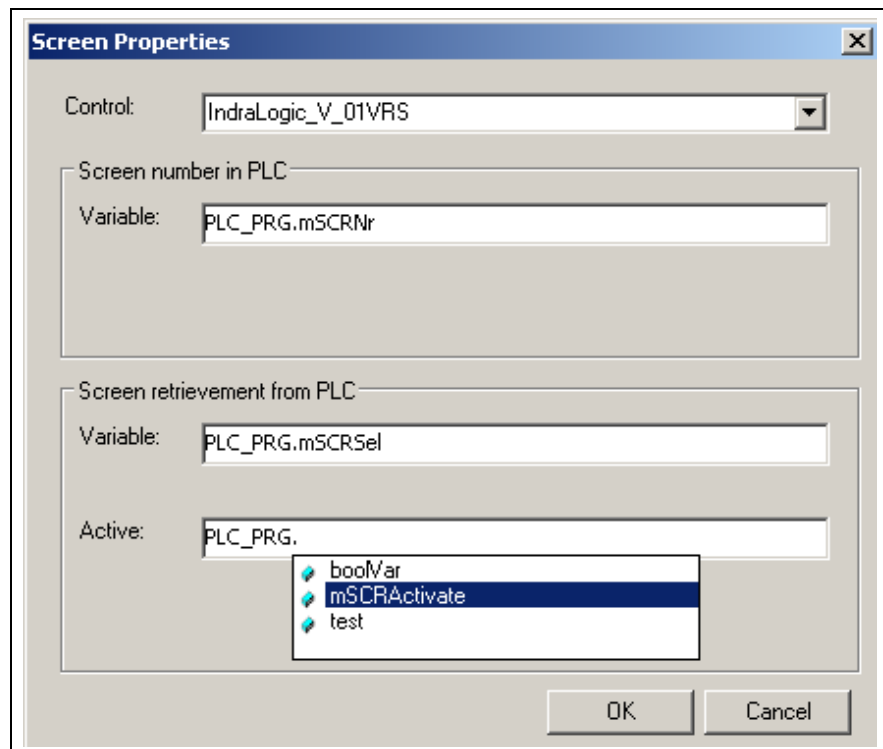 Screen Properties
Control: IndraLogic_V_01VRS
Screen number in PLC
Variable: PLC_PRG.mSCRNr
Screen retrievement from PLC
Variable: PLC_PRG.mSCRSel
Active: PLC_PRG.
boolVar
mSCRActivate
test
OK Cancel